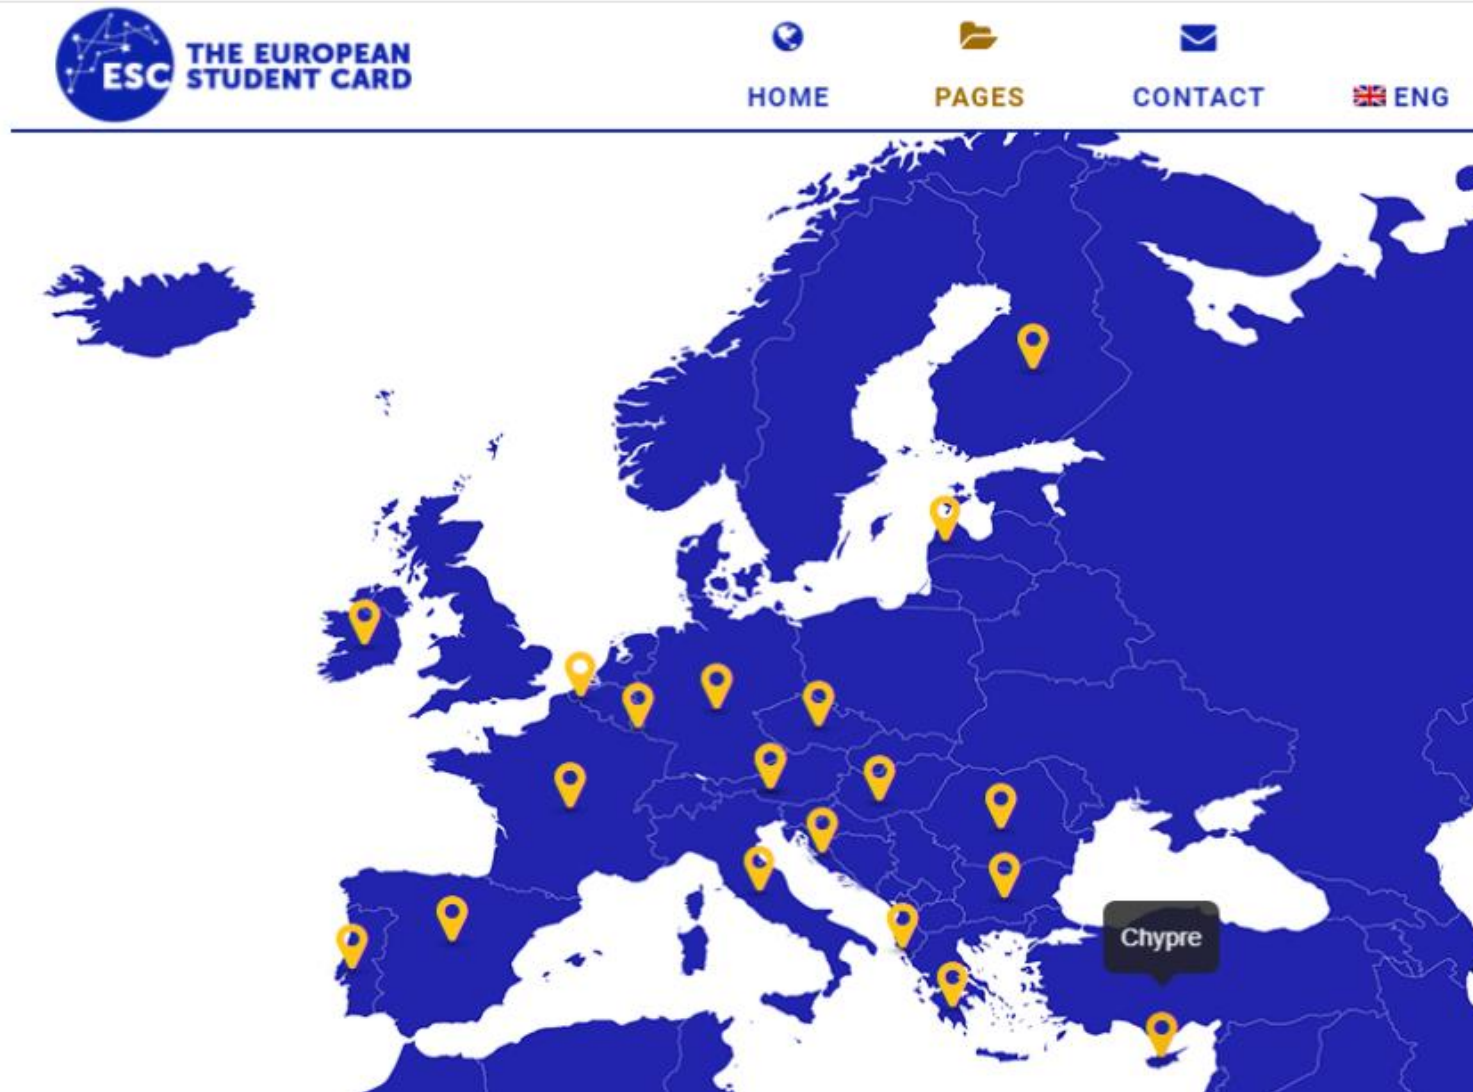 ESC
THE EUROPEAN
STUDENT CARD
HOME
PAGES
CONTACT
ENG
Chypre